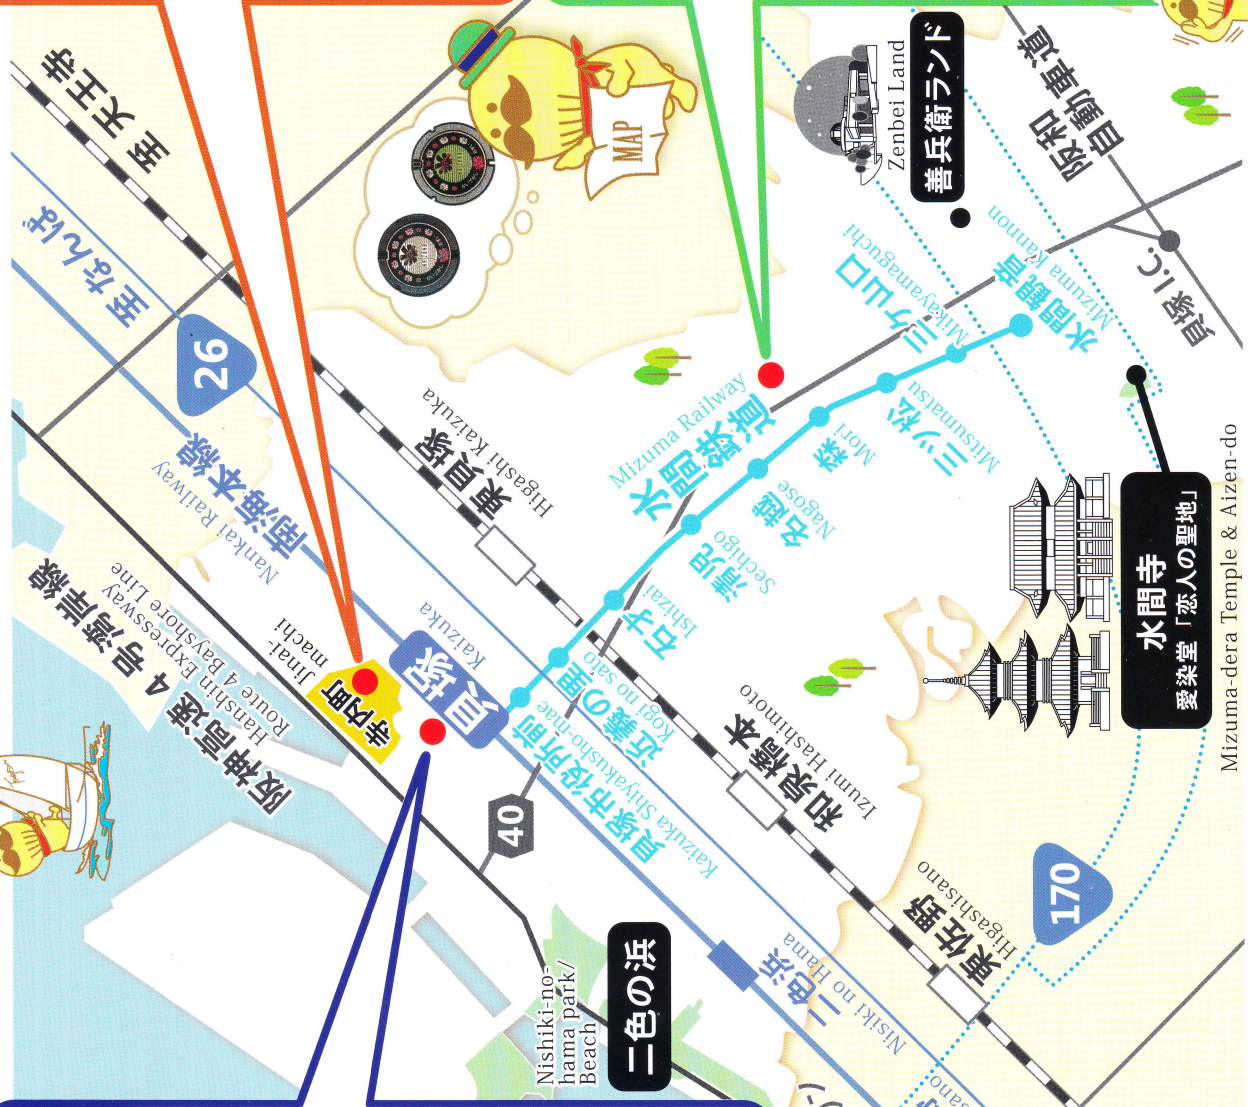 至 天王寺
至なんば
26
MAP
Zenbei Land
善兵衛ランド
阪和
自動車道
貝塚 I.C.
南海本線
Nankai Railway
東貝塚
Higashi Kaizuka
水間鉄道
Mizuma Railway
阪神高速 4 号湾岸線
Hanshin Expressway
Route 4 Bayshore Line
Jinai-
machi
寺内町
貝塚
Kaizuka
貝塚市役所前
Kaizuka Shiyakusho-mae
近義の里
Kogi no sato
石才
Ishizai
清児
Sechigo
名越
Nagose
森
Mori
三ツ松
Mitsumatsu
三ケ山口
Mikayamaguchi
水間観音
Mizuma Kannon
水間寺
愛染堂「恋人の聖地」
Mizuma-dera Temple & Aizen-do
40
和泉橋本
Izumi Hashimoto
170
東佐野
Higashisano
二色浜
Nisiki no Hama
Nishiki-no-
hama park/
Beach
二色の浜